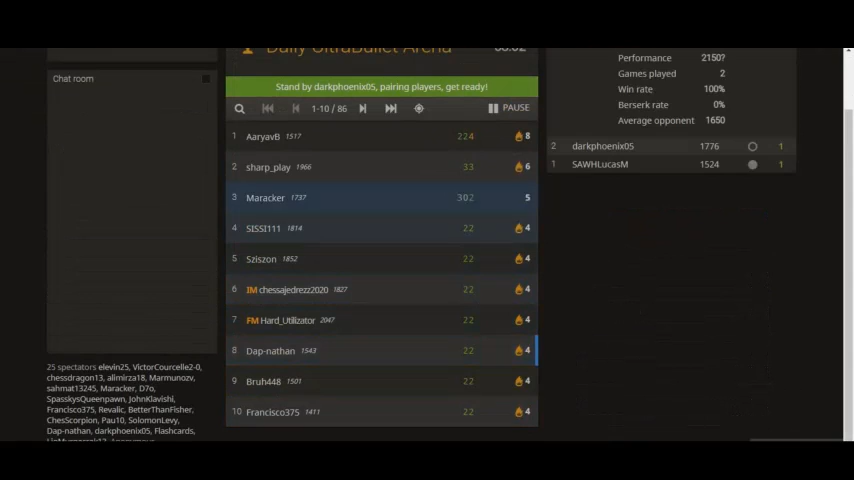 Daily UltraBullet Arena
Chat room
Stand by darkphoenix05, pairing players, get ready!
1-10 / 86 PAUSE
1 AaryavB 1517 224 8
2 sharp_play 1966 33 6
3 Maracker 1737 302 5
4 SISSI111 1814 22 4
5 Sziszon 1852 22 4
6 IM chessajedrezz2020 1827 22 4
7 FM Hard_Utilizator 2047 22 4
8 Dap-nathan 1543 22 4
9 Bruh448 1501 22 4
10 Francisco375 1411 22 4
Performance 2150?
Games played 2
Win rate 100%
Berserk rate 0%
Average opponent 1650
2 darkphoenix05 1776 1
1 SAWHLucasM 1524 1
25 spectators elevin25, VictorCourcelle2-0,
chessdragon13, alimirza18, Marmunozv,
sahmat13245, Maracker, D7o,
SpasskysQueenpawn, JohnKlavishi,
Francisco375, Revalic, BetterThanFisher,
ChesScorpion, Pau10, SolomonLevy,
Dap-nathan, darkphoenix05, Flashcards,